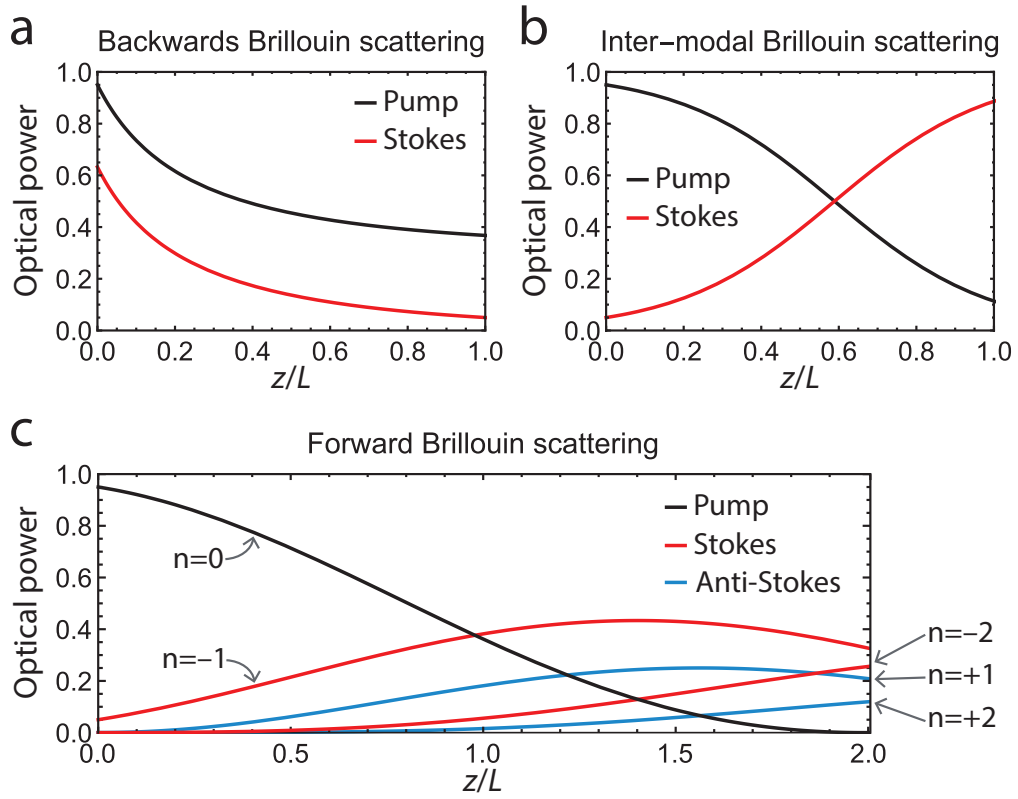 a
Backwards Brillouin scattering
Optical power
1.0
0.8
0.6
0.4
0.2
0.0
Pump
Stokes
0.0 0.2 0.4 0.6 0.8 1.0
z/L
b
Inter–modal Brillouin scattering
Optical power
1.0
0.8
0.6
0.4
0.2
0.0
Pump
Stokes
0.0 0.2 0.4 0.6 0.8 1.0
z/L
c
Forward Brillouin scattering
Optical power
1.0
0.8
0.6
0.4
0.2
0.0
Pump
Stokes
Anti-Stokes
n=0
n=–1
n=–2
n=+1
n=+2
0.0 0.5 1.0 1.5 2.0
z/L